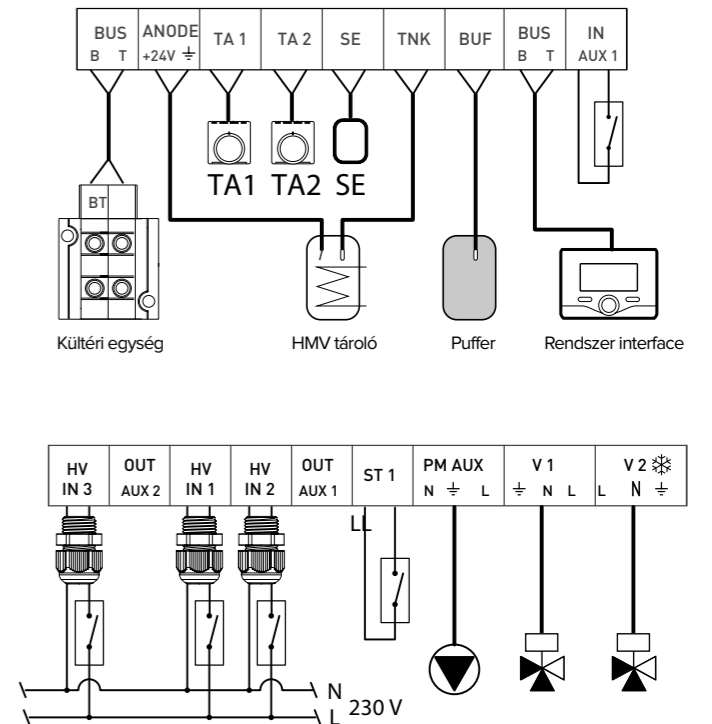 BUS ANODE TA 1 TA 2 SE TNK BUF BUS IN
B T +24V ⏚ B T AUX 1
TA1 TA2 SE
BT
Kültéri egység HMV tároló Puffer Rendszer interface
HV OUT HV HV OUT ST 1 PM AUX V 1 V 2 ❄
IN 3 AUX 2 IN 1 IN 2 AUX 1 N ⏚ L ⏚ N L L N ⏚
LL
N
L 230 V